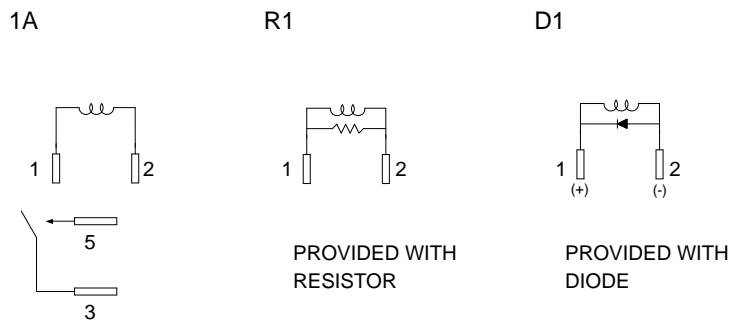 1A
R1
D1
1
2
1
2
1
2
(+)
(-)
5
3
PROVIDED WITH
RESISTOR
PROVIDED WITH
DIODE